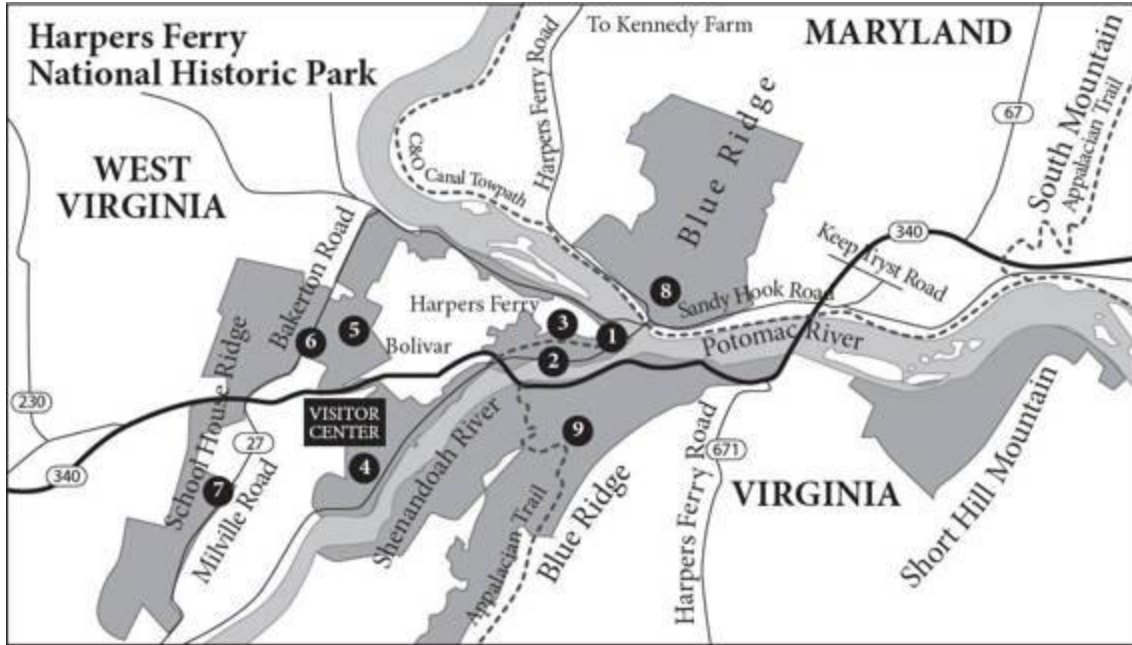 Harpers Ferry
National Historic Park
To Kennedy Farm
MARYLAND
Harpers Ferry Road
67
South Mountain
Appalacian Trail
WEST
VIRGINIA
C&O Canal Towpath
Blue Ridge
340
Keep Tryst Road
Bakerton Road
Harpers Ferry
8
Sandy Hook Road
3
1
5
6
Bolivar
2
Potomac River
230
School House Ridge
VISITOR
CENTER
Shenandoah River
9
27
340
4
7
Milville Road
Appalacian Trail
Blue Ridge
Harpers Ferry Road
671
VIRGINIA
Short Hill Mountain